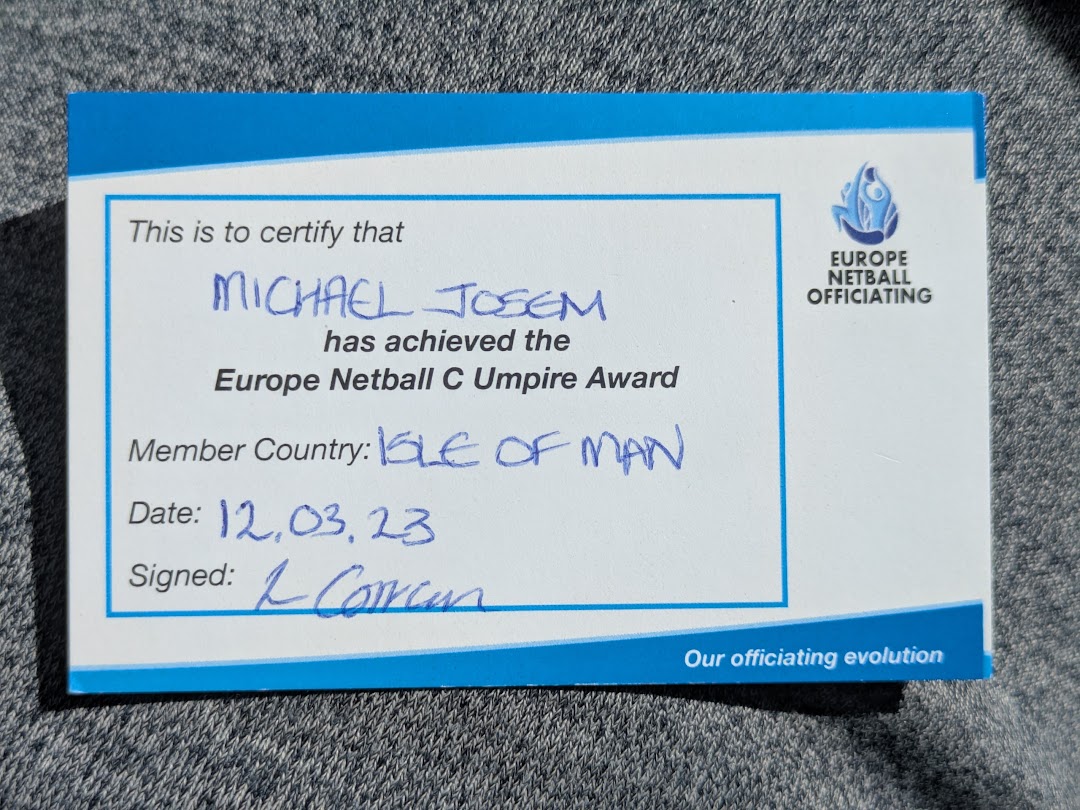 This is to certify that
MICHAEL JOSEM
has achieved the
Europe Netball C Umpire Award
Member Country: ISLE OF MAN
Date: 12.03.23
Signed: L Corran
EUROPE
NETBALL
OFFICIATING
Our officiating evolution